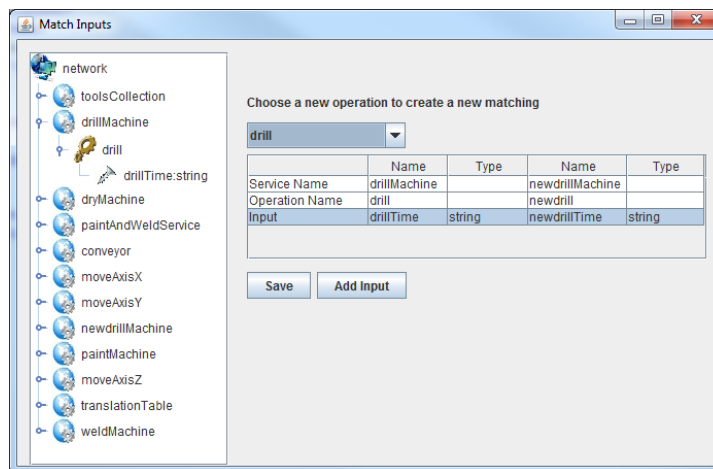 Match Inputs
network
toolsCollection
drillMachine
drill
drillTime:string
dryMachine
paintAndWeldService
conveyor
moveAxisX
moveAxisY
newdrillMachine
paintMachine
moveAxisZ
translationTable
weldMachine
Choose a new operation to create a new matching
drill
Name Type Name Type
Service Name drillMachine newdrillMachine
Operation Name drill newdrill
Input drillTime string newdrillTime string
Save Add Input